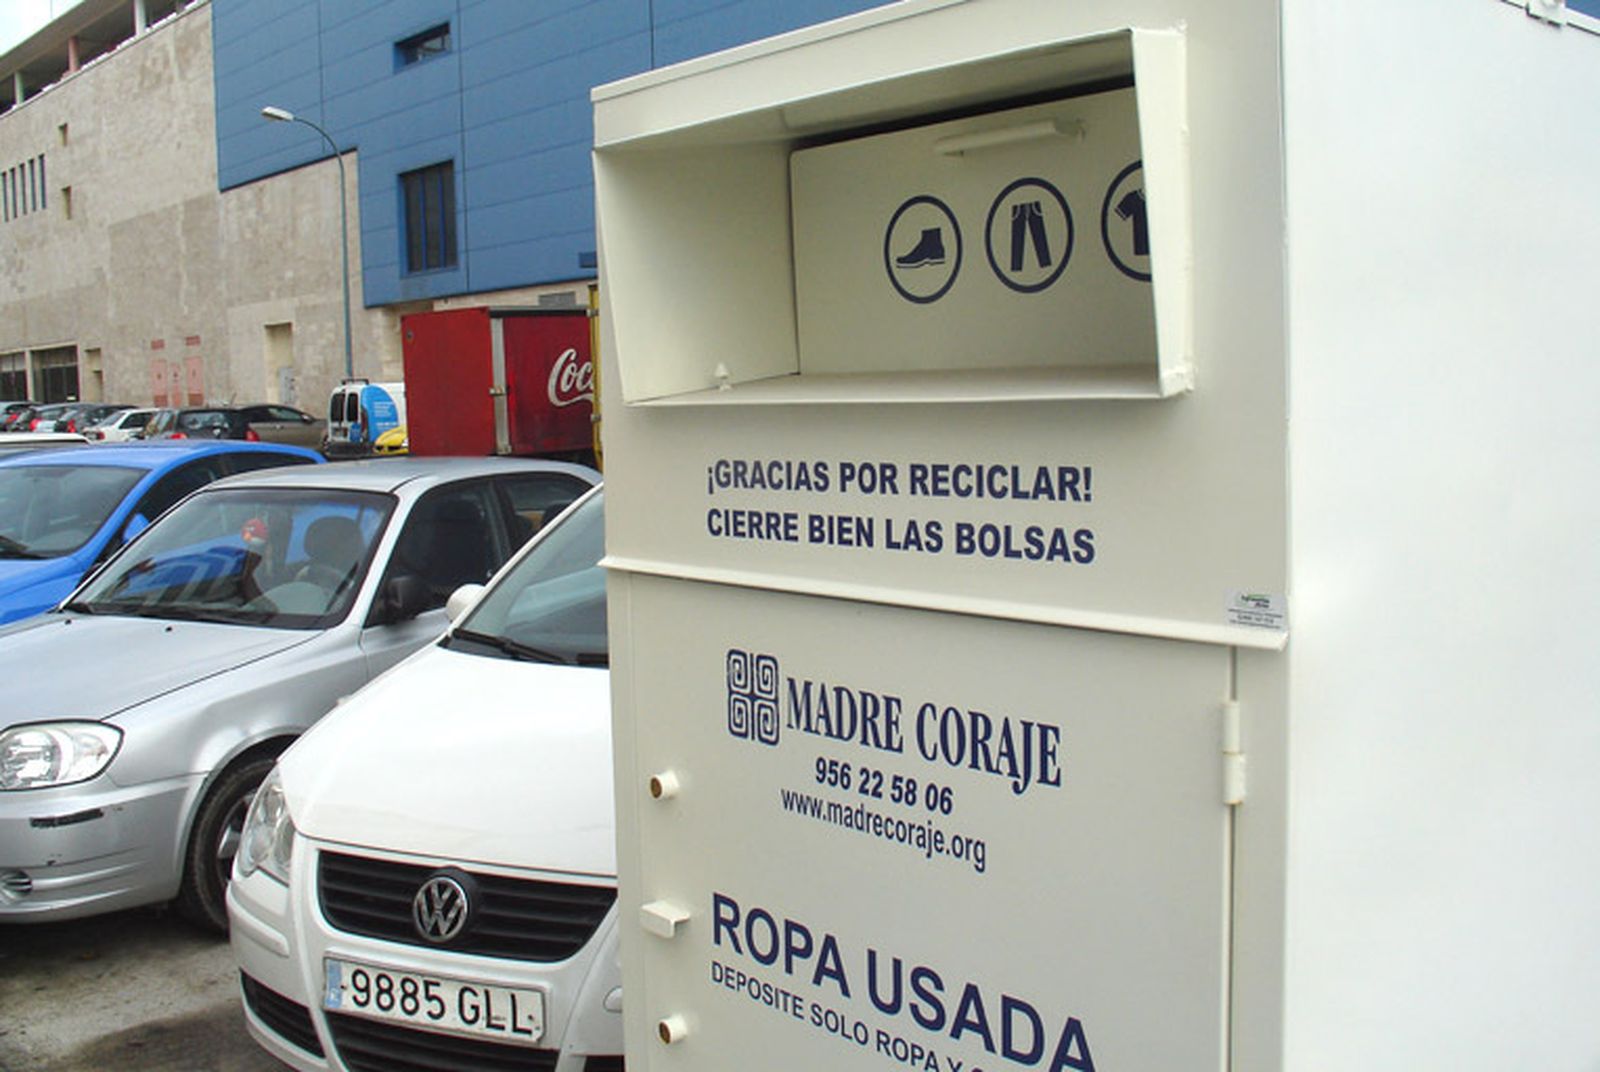 Coc
¡GRACIAS POR RECICLAR!
CIERRE BIEN LAS BOLSAS
MADRE CORAJE
956 22 58 06
www.madrecoraje.org
ROPA USADA
DEPOSITE SOLO ROPA Y
9885 GLL